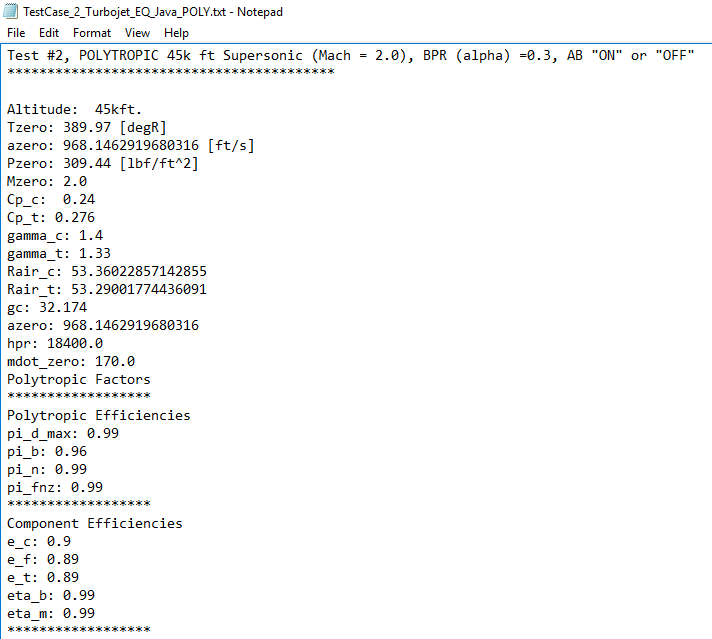 TestCase_2_Turbojet_EQ_Java_POLY.txt - Notepad
File Edit Format View Help
Test #2, POLYTROPIC 45k ft Supersonic (Mach = 2.0), BPR (alpha) =0.3, AB "ON" or "OFF"
*****************************************
Altitude:  45kft.
Tzero: 389.97 [degR]
azero: 968.1462919680316 [ft/s]
Pzero: 309.44 [lbf/ft^2]
Mzero: 2.0
Cp_c:  0.24
Cp_t: 0.276
gamma_c: 1.4
gamma_t: 1.33
Rair_c: 53.36022857142855
Rair_t: 53.29001774436091
gc: 32.174
azero: 968.1462919680316
hpr: 18400.0
mdot_zero: 170.0
Polytropic Factors
******************
Polytropic Efficiencies
pi_d_max: 0.99
pi_b: 0.96
pi_n: 0.99
pi_fnz: 0.99
******************
Component Efficiencies
e_c: 0.9
e_f: 0.89
e_t: 0.89
eta_b: 0.99
eta_m: 0.99
******************